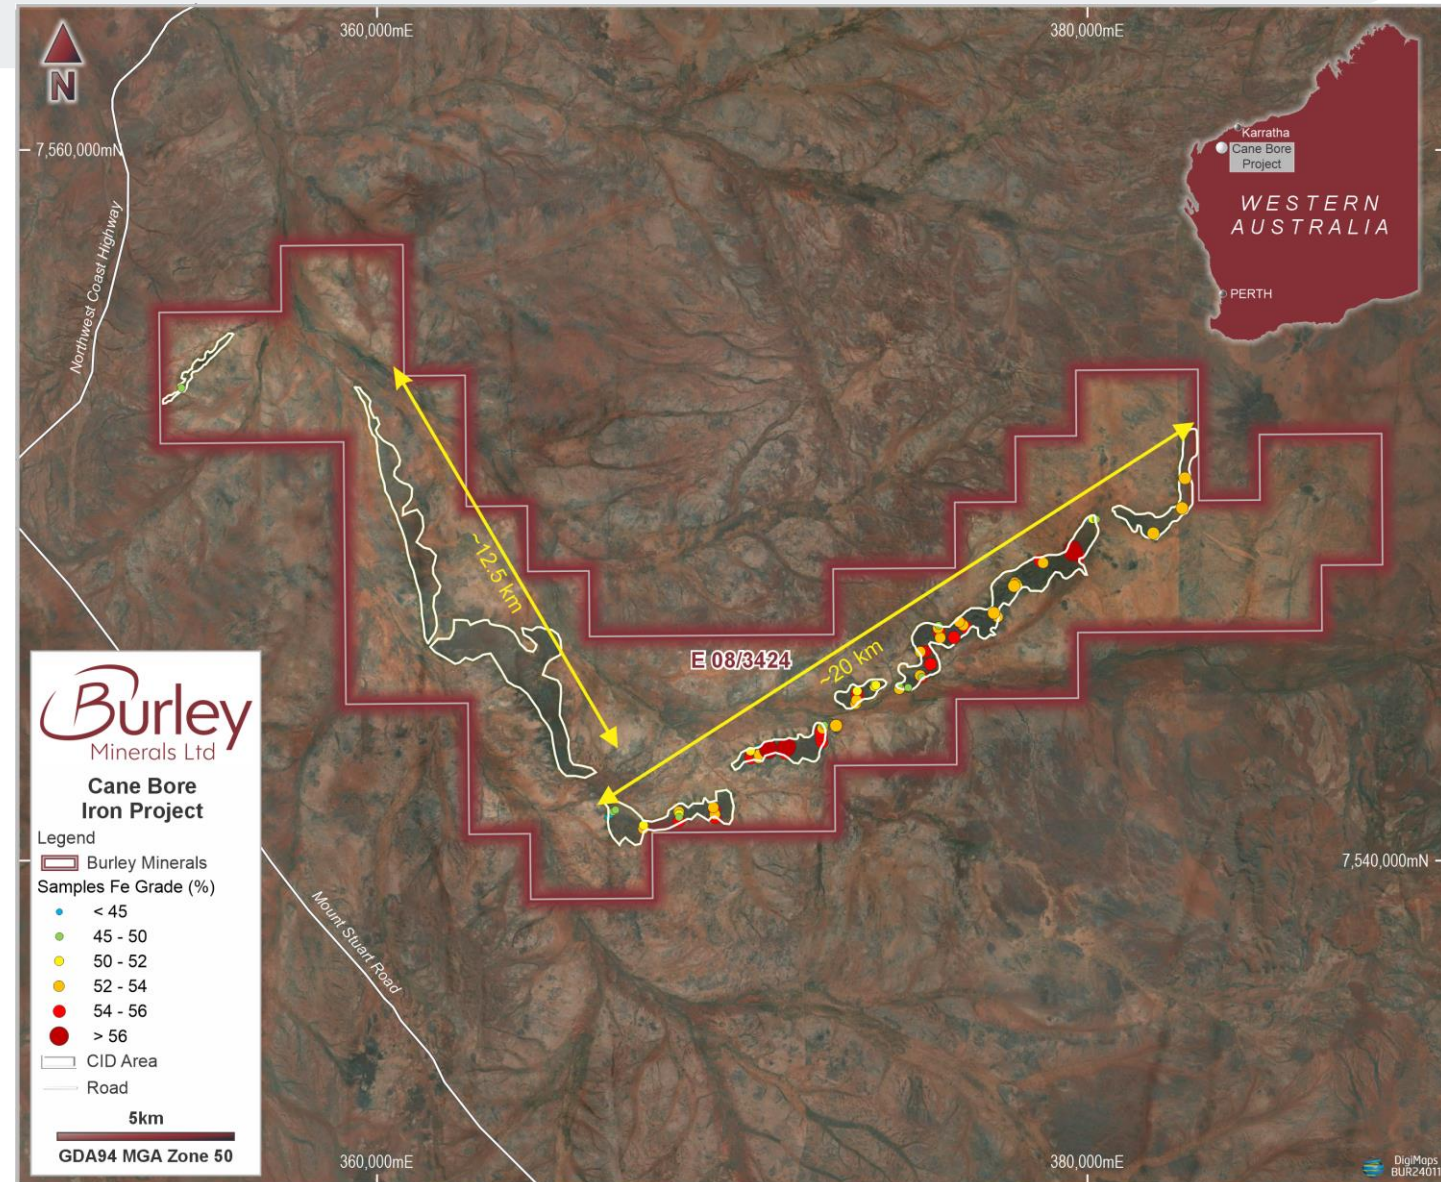 360,000mE
380,000mE
N
7,560,000mN
Northwest Coast Highway
Karratha
Cane Bore
Project
WESTERN
AUSTRALIA
PERTH
~12.5 km
E 08/3424
~20 km
7,540,000mN
Mount Stuart Road
Burley
Minerals Ltd
Cane Bore
Iron Project
Legend
Burley Minerals
Samples Fe Grade (%)
< 45
45 - 50
50 - 52
52 - 54
54 - 56
> 56
CID Area
Road
5km
GDA94 MGA Zone 50
360,000mE
380,000mE
DigiMaps
BUR24011